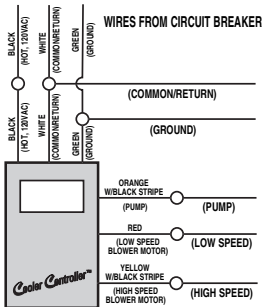 WIRES FROM CIRCUIT BREAKER
BLACK
(HOT, 120VAC)
WHITE
(COMMON/RETURN)
GREEN
(GROUND)
(COMMON/RETURN)
(GROUND)
BLACK
(HOT, 120VAC)
WHITE
(COMMON/RETURN)
GREEN
(GROUND)
ORANGE
W/BLACK STRIPE
(PUMP)
(PUMP)
RED
(LOW SPEED
BLOWER MOTOR)
(LOW SPEED)
YELLOW
W/BLACK STRIPE
(HIGH SPEED
BLOWER MOTOR)
(HIGH SPEED)
Cooler Controller™